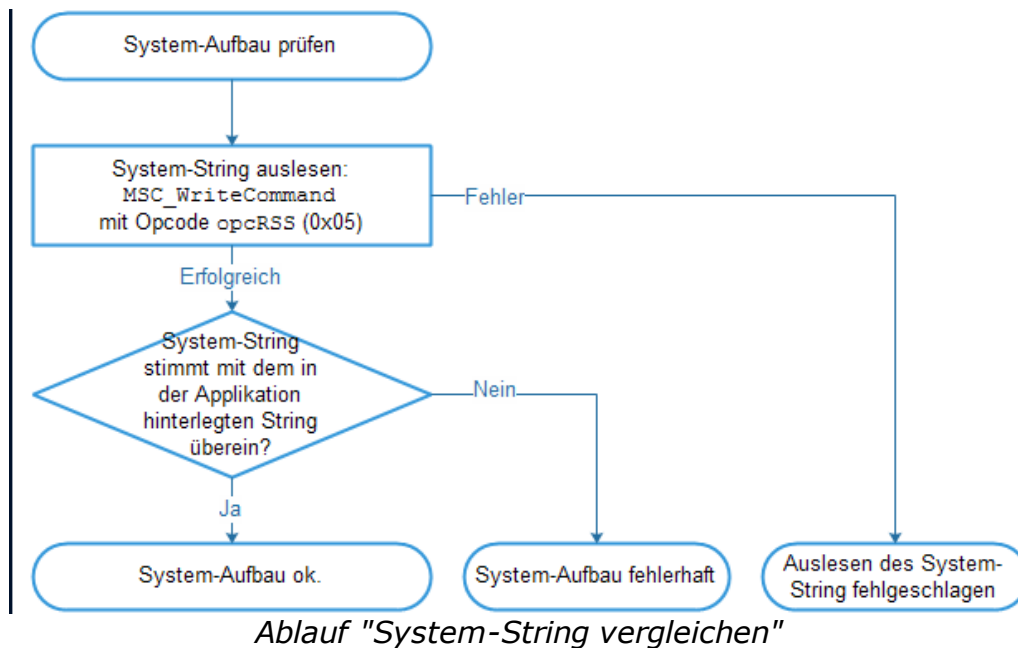 System-Aufbau prüfen
System-String auslesen:
MSC_WriteCommand
mit Opcode opcRSS (0x05)
Fehler
Erfolgreich
System-String
stimmt mit dem in
der Applikation
hinterlegten String
überein?
Nein
Ja
System-Aufbau ok.
System-Aufbau fehlerhaft
Auslesen des System-
String fehlgeschlagen
Ablauf "System-String vergleichen"